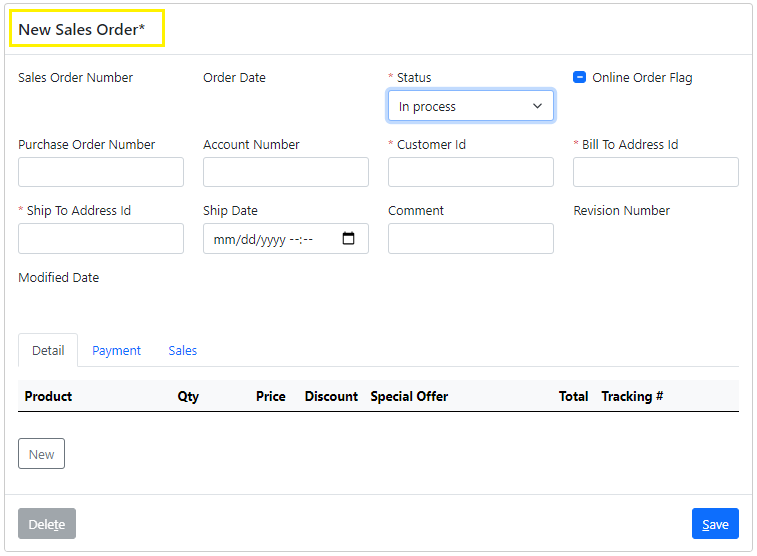 New Sales Order*
Sales Order Number Order Date * Status Online Order Flag
In process
Purchase Order Number Account Number * Customer Id * Bill To Address Id
* Ship To Address Id Ship Date Comment Revision Number
mm/dd/yyyy --:--
Modified Date
Detail Payment Sales
Product Qty Price Discount Special Offer Total Tracking #
New
Delete Save